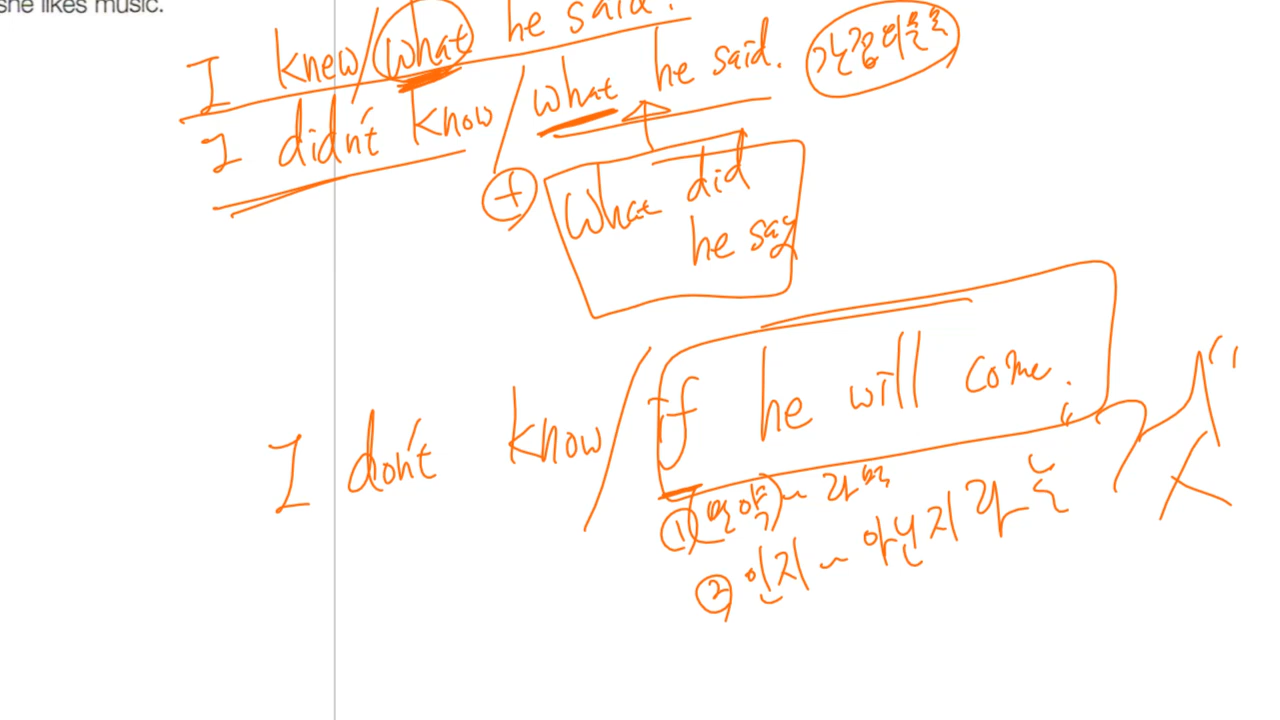 she likes music.
I knew / what he said.
I didn't know / what he said. 간접의문문
+ What did
he say
I don't know / if he will come.
① (만약) ~ 라면
② 인지 ~ 아닌지 라는